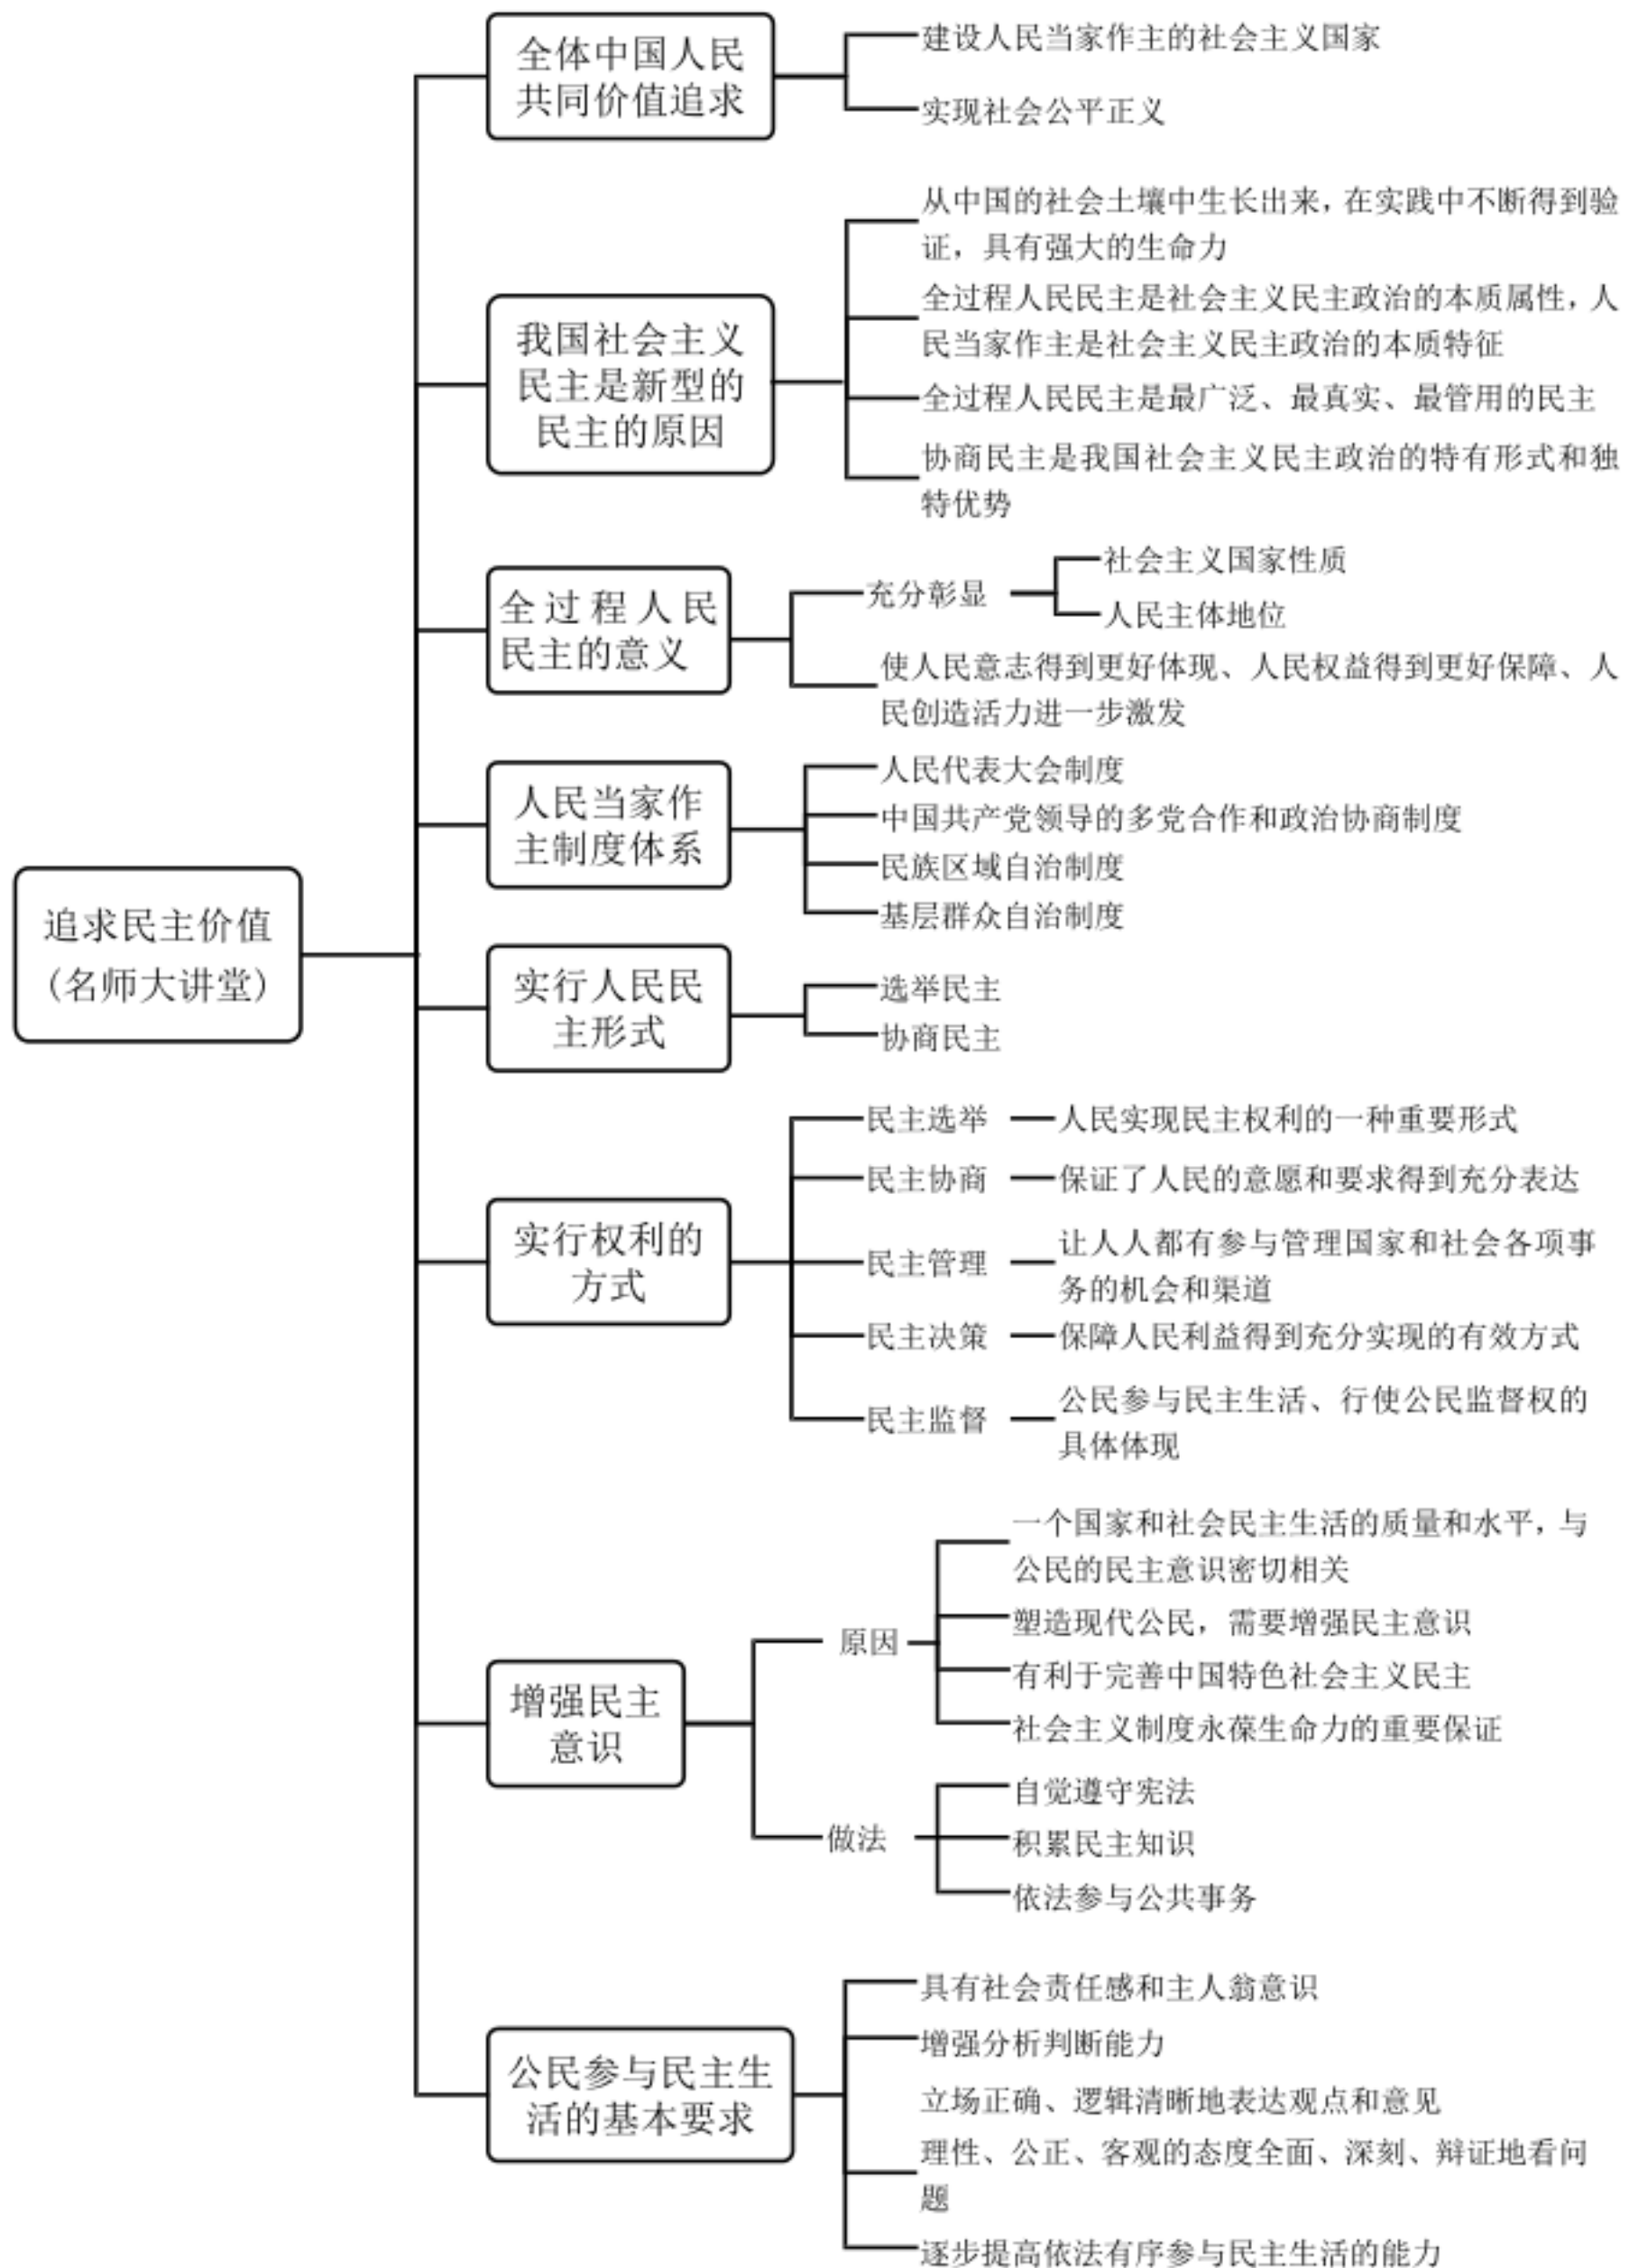 全体中国人民
共同价值追求
建设人民当家作主的社会主义国家
实现社会公平正义
我国社会主义
民主是新型的
民主的原因
从中国的社会土壤中生长出来，在实践中不断得到验
证，具有强大的生命力
全过程人民民主是社会主义民主政治的本质属性，人
民当家作主是社会主义民主政治的本质特征
全过程人民民主是最广泛、最真实、最管用的民主
协商民主是我国社会主义民主政治的特有形式和独
特优势
全过程人民
民主的意义
充分彰显
社会主义国家性质
人民主体地位
使人民意志得到更好体现、人民权益得到更好保障、人
民创造活力进一步激发
人民当家作
主制度体系
人民代表大会制度
中国共产党领导的多党合作和政治协商制度
民族区域自治制度
基层群众自治制度
追求民主价值
（名师大讲堂）
实行人民民
主形式
选举民主
协商民主
实行权利的
方式
民主选举
人民实现民主权利的一种重要形式
民主协商
保证了人民的意愿和要求得到充分表达
民主管理
让人人都有参与管理国家和社会各项事
务的机会和渠道
民主决策
保障人民利益得到充分实现的有效方式
民主监督
公民参与民主生活、行使公民监督权的
具体体现
增强民主
意识
原因
一个国家和社会民主生活的质量和水平，与
公民的民主意识密切相关
塑造现代公民，需要增强民主意识
有利于完善中国特色社会主义民主
社会主义制度永葆生命力的重要保证
做法
自觉遵守宪法
积累民主知识
依法参与公共事务
公民参与民主生
活的基本要求
具有社会责任感和主人翁意识
增强分析判断能力
立场正确、逻辑清晰地表达观点和意见
理性、公正、客观的态度全面、深刻、辩证地看问
题
逐步提高依法有序参与民主生活的能力